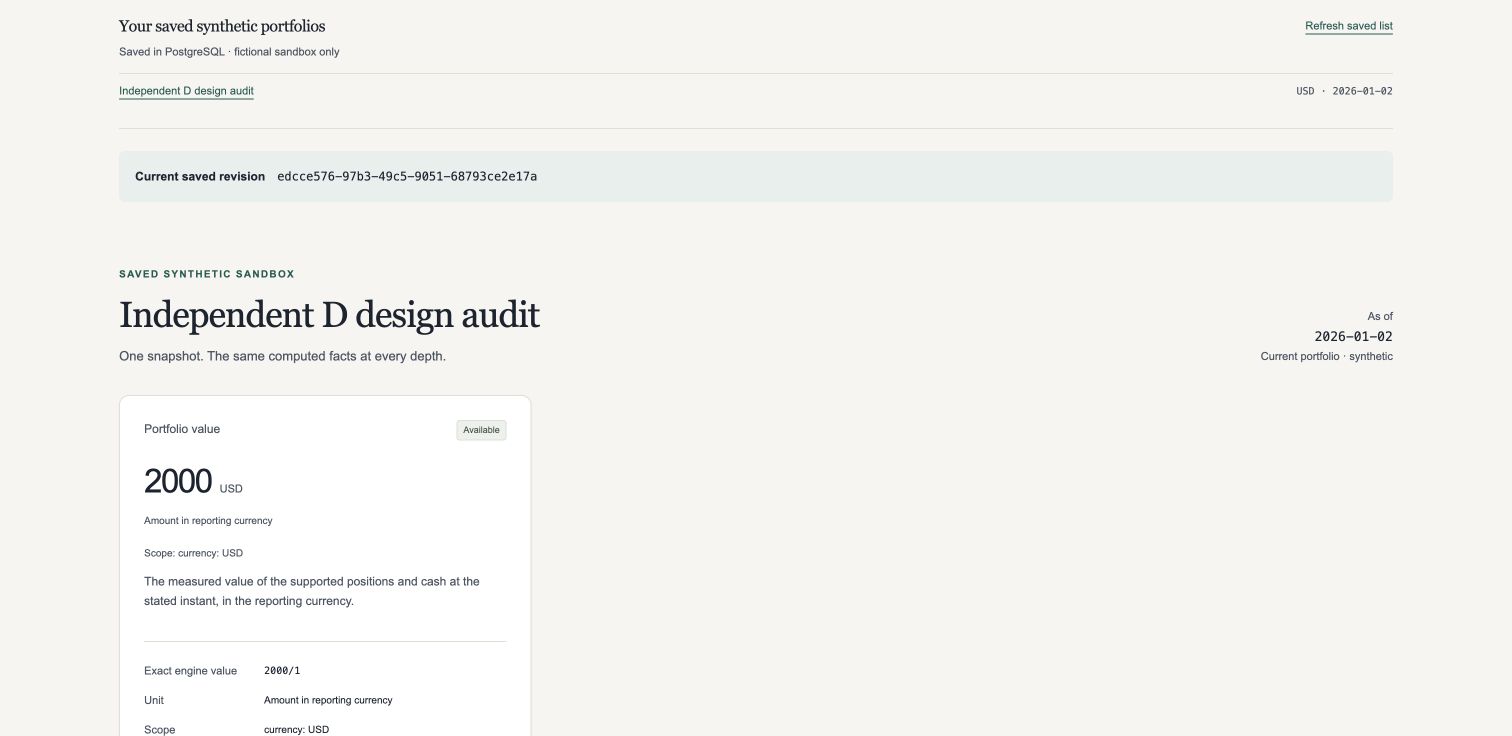 Your saved synthetic portfolios
Refresh saved list
Saved in PostgreSQL · fictional sandbox only
Independent D design audit
USD · 2026-01-02
Current saved revision edcce576-97b3-49c5-9051-68793ce2e17a
SAVED SYNTHETIC SANDBOX
Independent D design audit
One snapshot. The same computed facts at every depth.
As of
2026-01-02
Current portfolio · synthetic
Portfolio value
Available
2000 USD
Amount in reporting currency
Scope: currency: USD
The measured value of the supported positions and cash at the
stated instant, in the reporting currency.
Exact engine value 2000/1
Unit Amount in reporting currency
Scope currency: USD